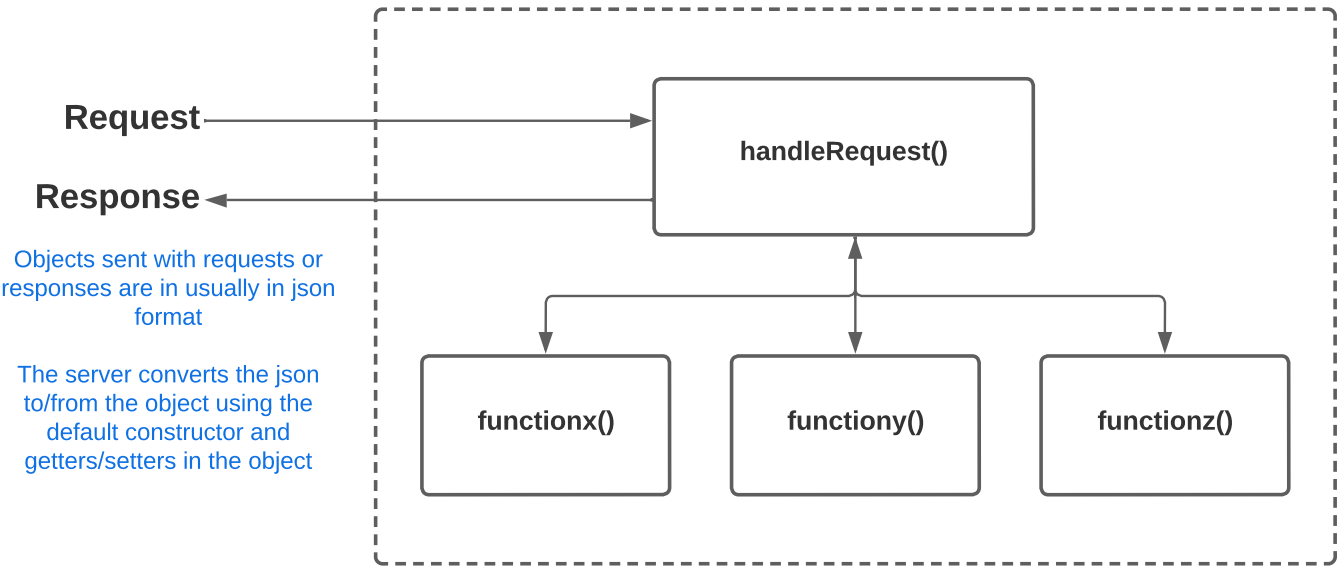 Request
handleRequest()
Response
Objects sent with requests or
responses are in usually in json
format
The server converts the json
to/from the object using the
default constructor and
getters/setters in the object
functionx()
functiony()
functionz()